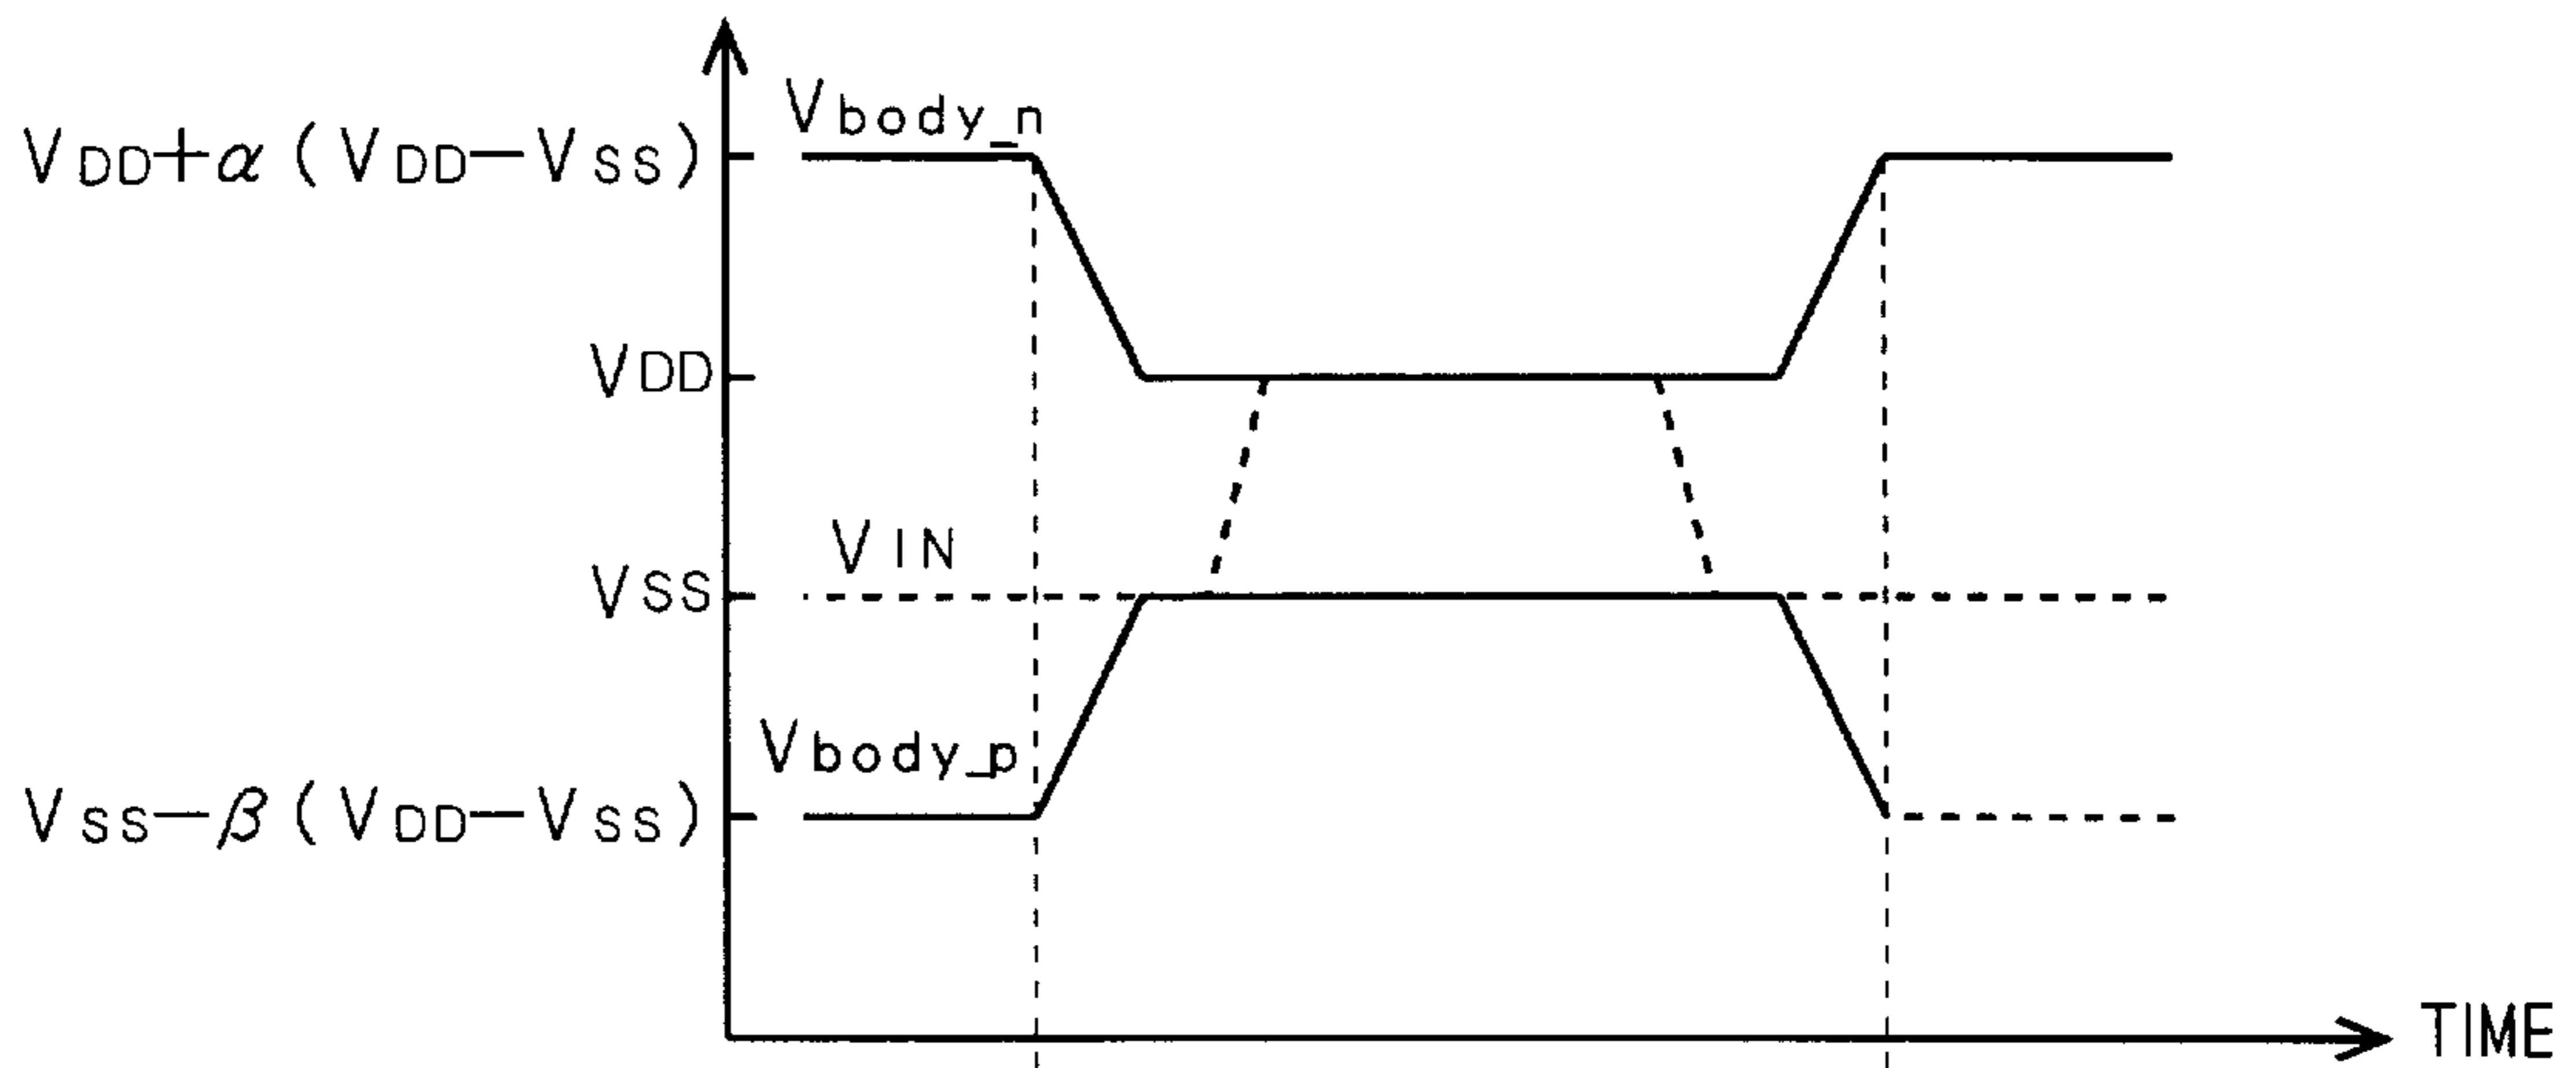 Vbody_n
VDD+α(VDD−VSS)
VDD
VIN
VSS
Vbody_p
VSS−β(VDD−VSS)
TIME